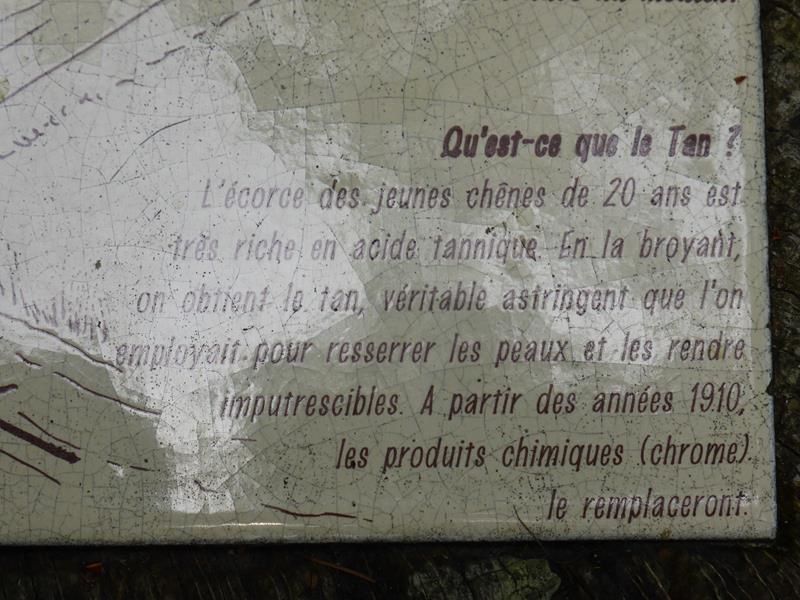 Qu'est-ce que le Tan ?
L'écorce des jeunes chênes de 20 ans est
très riche en acide tannique. En la broyant,
on obtient le tan, véritable astringent que l'on
employait pour resserrer les peaux et les rendre
imputrescibles. A partir des années 1910,
les produits chimiques (chrome)
le remplaceront.